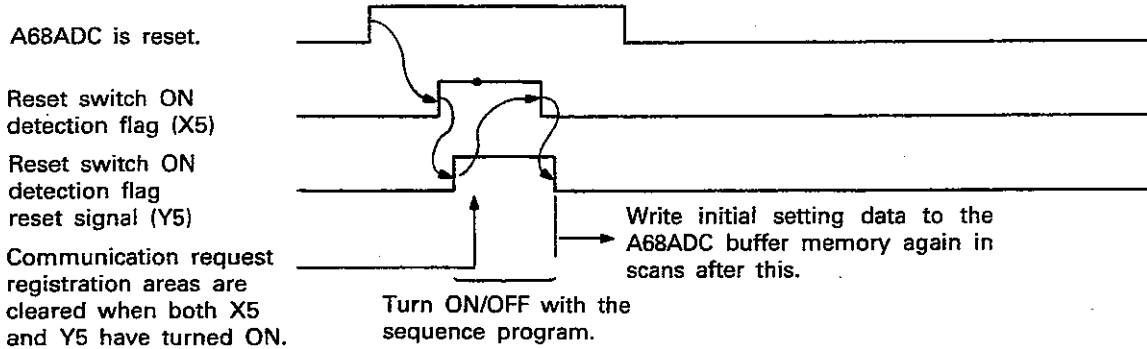 A68ADC is reset.
Reset switch ON
detection flag (X5)
Reset switch ON
detection flag
reset signal (Y5)
Communication request
registration areas are
cleared when both X5
and Y5 have turned ON.
Turn ON/OFF with the
sequence program.
Write initial setting data to the
A68ADC buffer memory again in
scans after this.